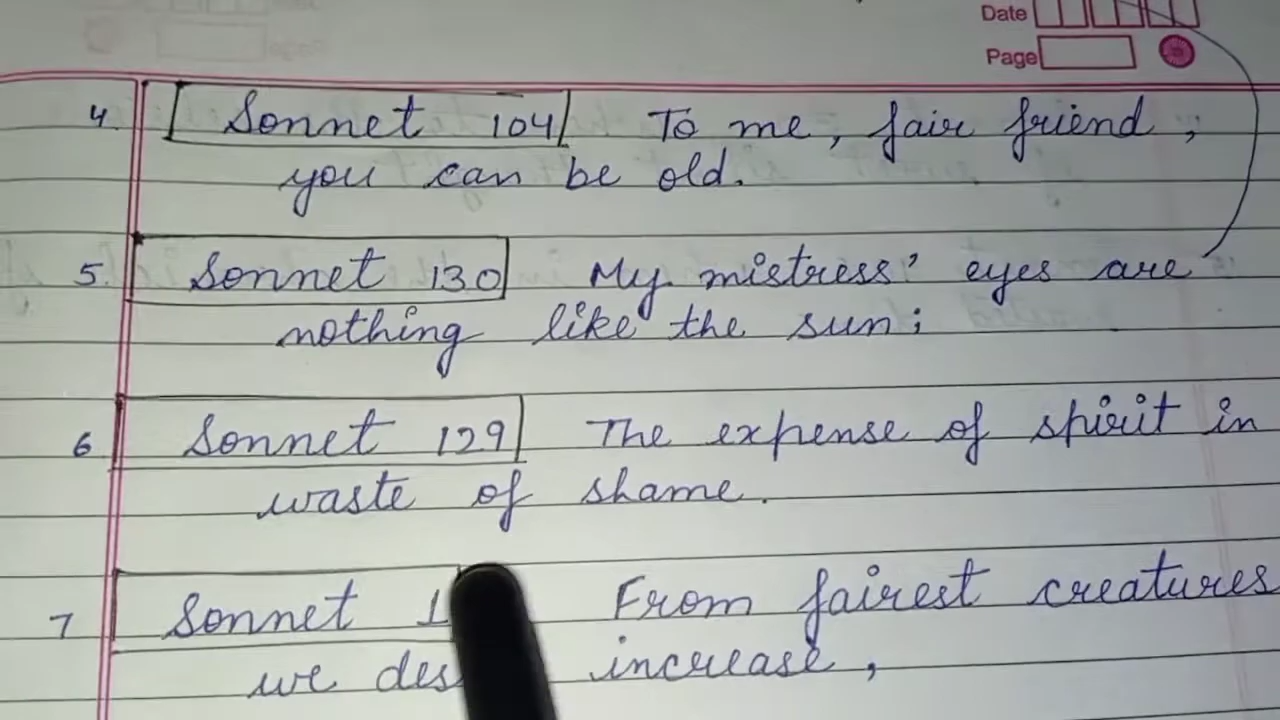 Date
Page
4. Sonnet 104 To me, fair friend,
you can be old.
5. Sonnet 130 My mistress' eyes are
nothing like the sun;
6 Sonnet 129 The expense of spirit in
waste of shame.
7 Sonnet 1 From fairest creatures
we increase,